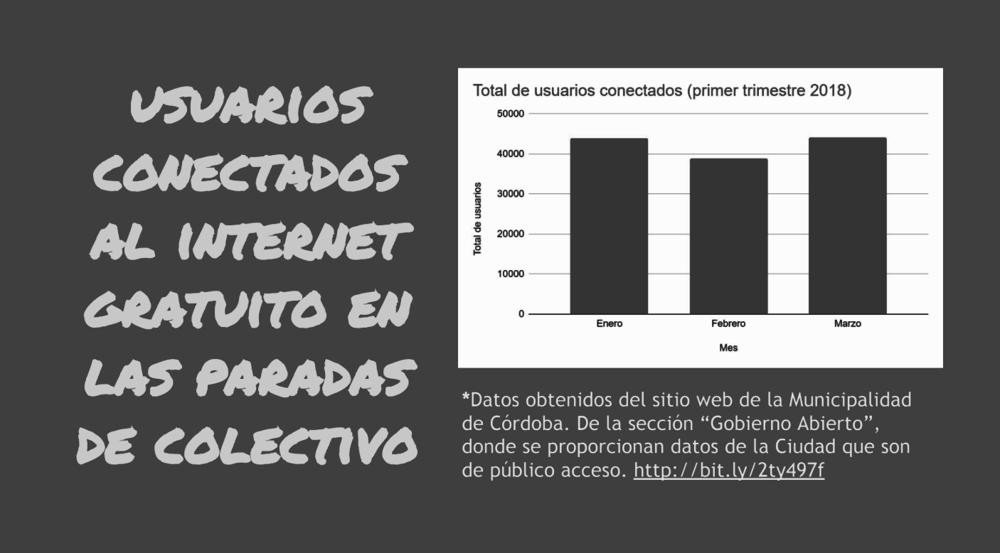 USUARIOS
CONECTADOS
AL INTERNET
GRATUITO EN
LAS PARADAS
DE COLECTIVO
Total de usuarios conectados (primer trimestre 2018)
Total de usuarios
50000
40000
30000
20000
10000
0
Enero Febrero Marzo
Mes
*Datos obtenidos del sitio web de la Municipalidad
de Córdoba. De la sección “Gobierno Abierto”,
donde se proporcionan datos de la Ciudad que son
de público acceso. http://bit.ly/2ty497f